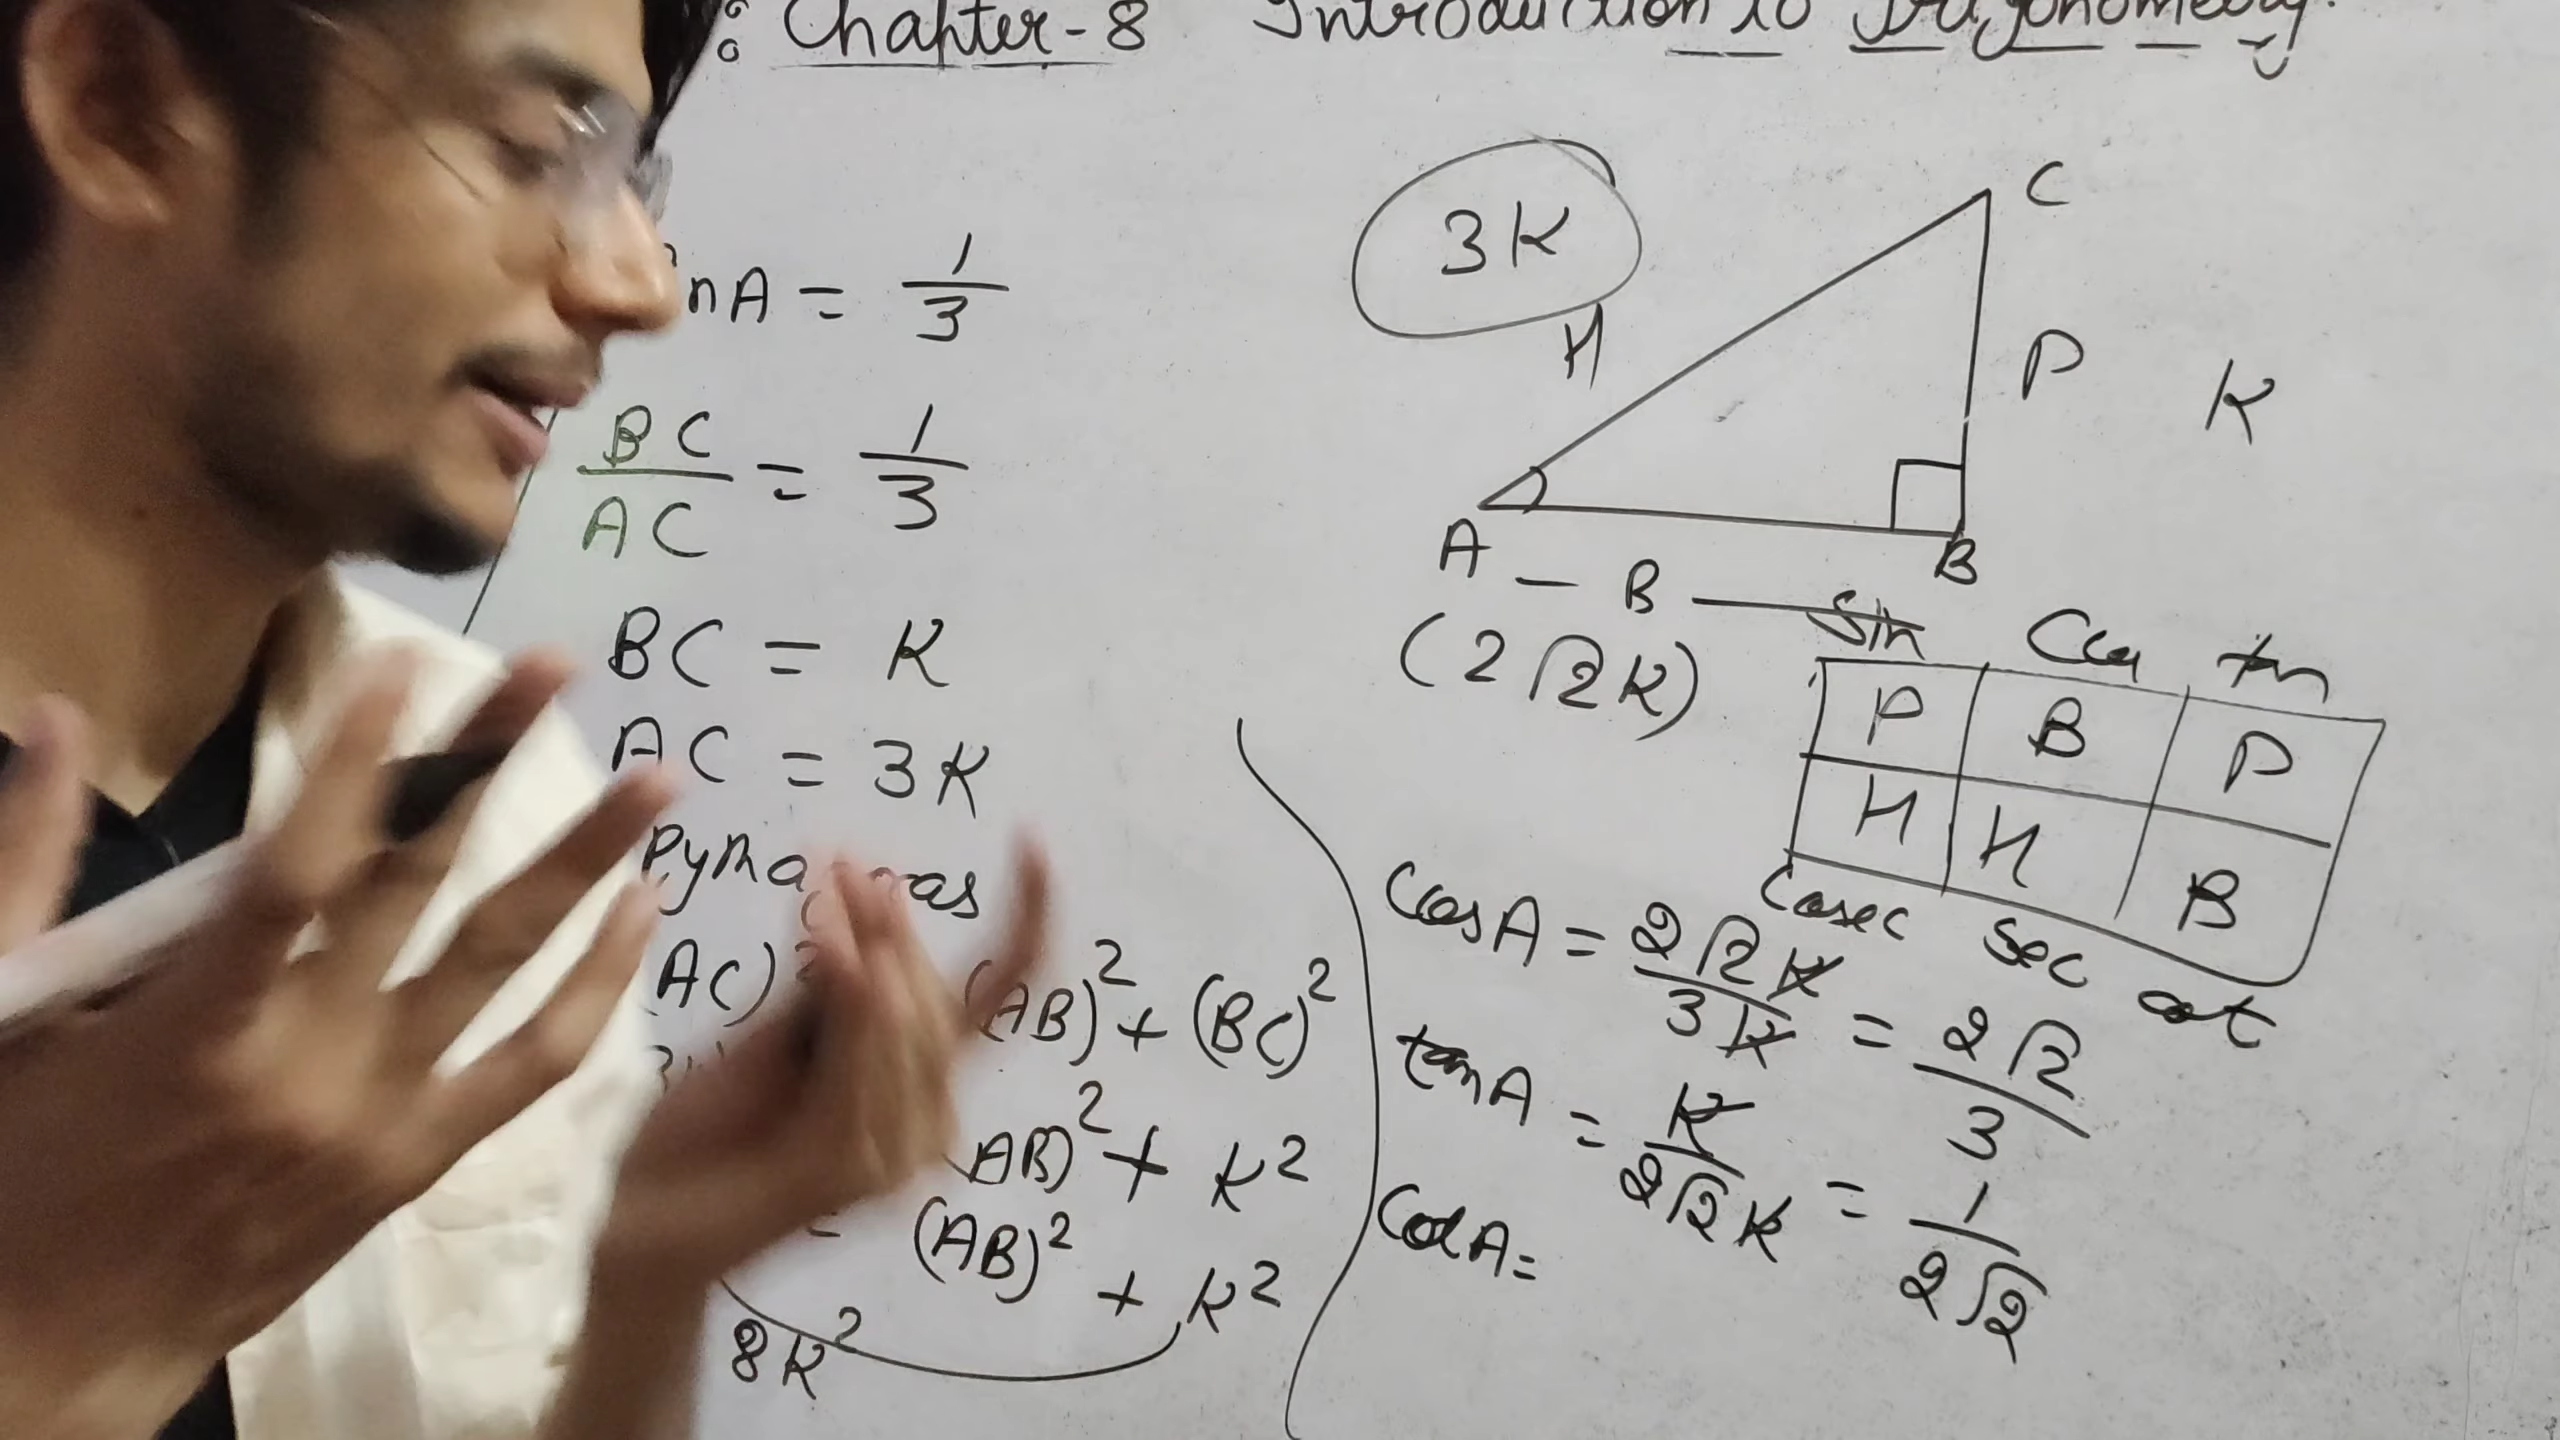 : Chapter-8 Introduction to Trigonometry.
nA = 1/3
BC/AC = 1/3
BC = K
AC = 3K
(AC)² (AB)² + (BC)²
AB)² + K²
= (AB)² + K²
8K²
3K
C
H
P
K
A
B
B
(2√2K)
Sin Cos tan
P B P
H H B
Cosec Sec cot
CosA = 2√2K/3K = 2√2/3
tanA = K/2√2K = 1/2√2
CotA =